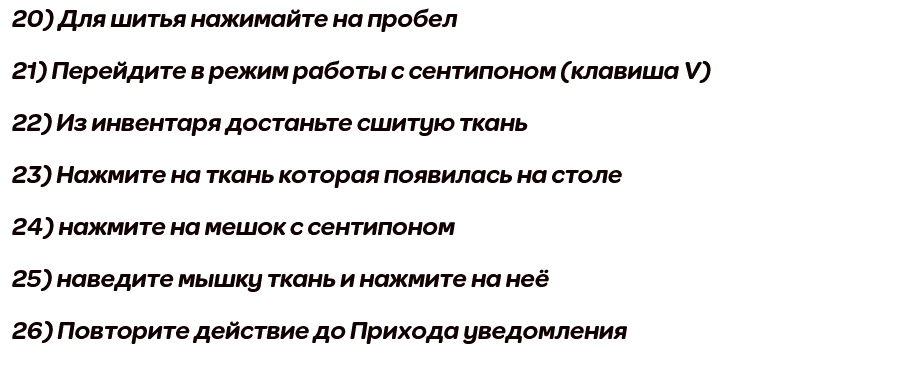 20) Для шитья нажимайте на пробел
21) Перейдите в режим работы с сентипоном (клавиша V)
22) Из инвентаря достаньте сшитую ткань
23) Нажмите на ткань которая появилась на столе
24) нажмите на мешок с сентипоном
25) наведите мышку ткань и нажмите на неё
26) Повторите действие до Прихода уведомления